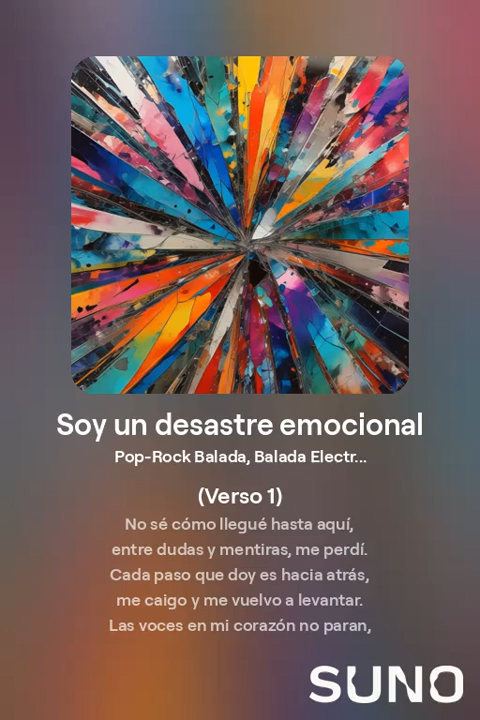 Soy un desastre emocional
Pop-Rock Balada, Balada Electr...
(Verso 1)
No sé cómo llegué hasta aquí,
entre dudas y mentiras, me perdí.
Cada paso que doy es hacia atrás,
me caigo y me vuelvo a levantar.
Las voces en mi corazón no paran,
SUNO